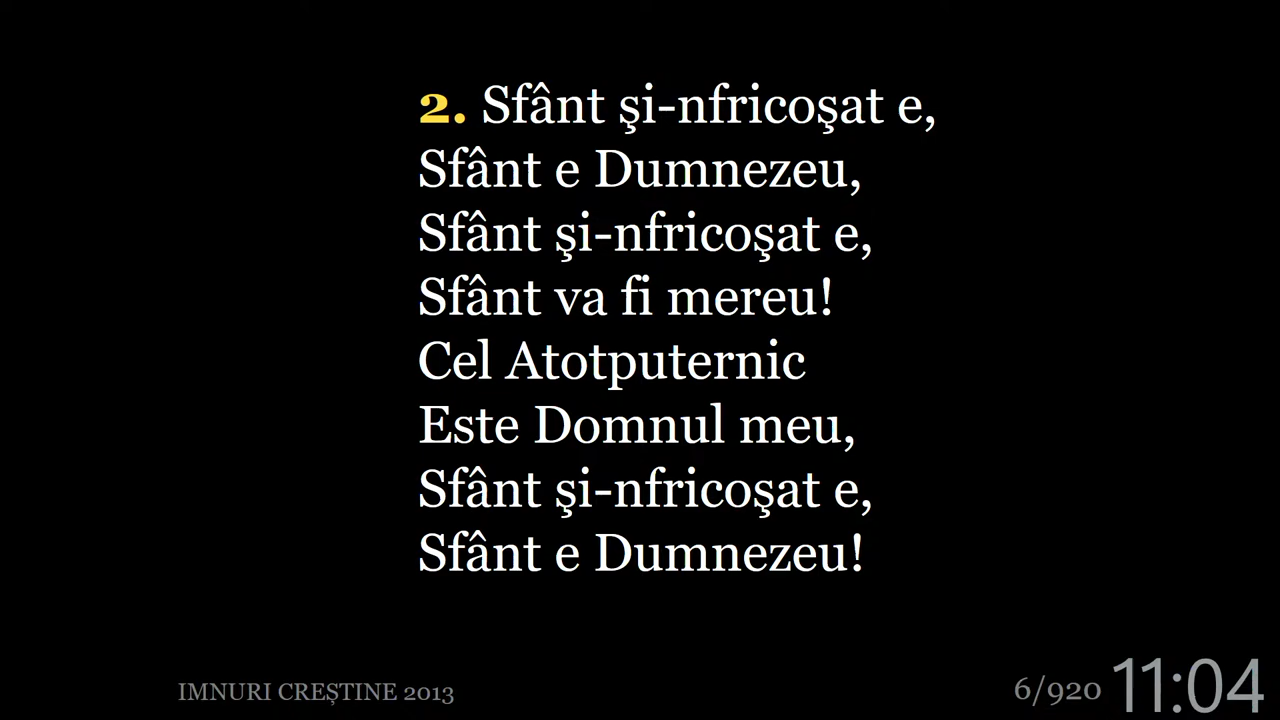 2. Sfânt şi-nfricoşat e,
Sfânt e Dumnezeu,
Sfânt şi-nfricoşat e,
Sfânt va fi mereu!
Cel Atotputernic
Este Domnul meu,
Sfânt şi-nfricoşat e,
Sfânt e Dumnezeu!
IMNURI CREȘTINE 2013
6/920 11:04